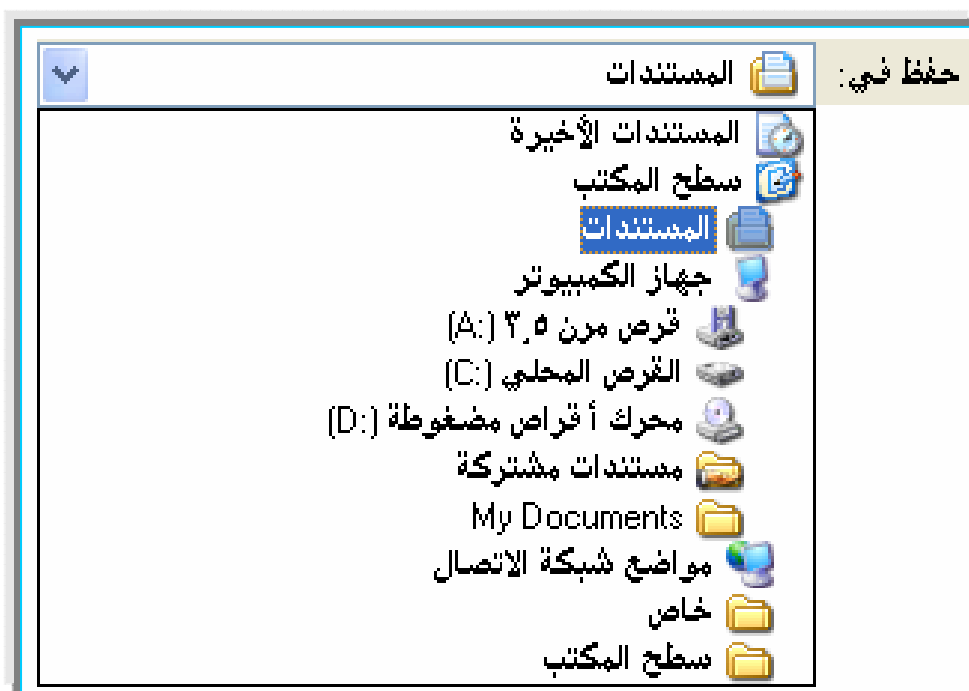 حفظ في: المستندات
المستندات الأخيرة
سطح المكتب
المستندات
جهاز الكمبيوتر
قرص مرن ٣,٥ (A:)
القرص المحلي (C:)
محرك أقراص مضغوطة (D:)
مستندات مشتركة
My Documents
مواضع شبكة الاتصال
خاص
سطح المكتب